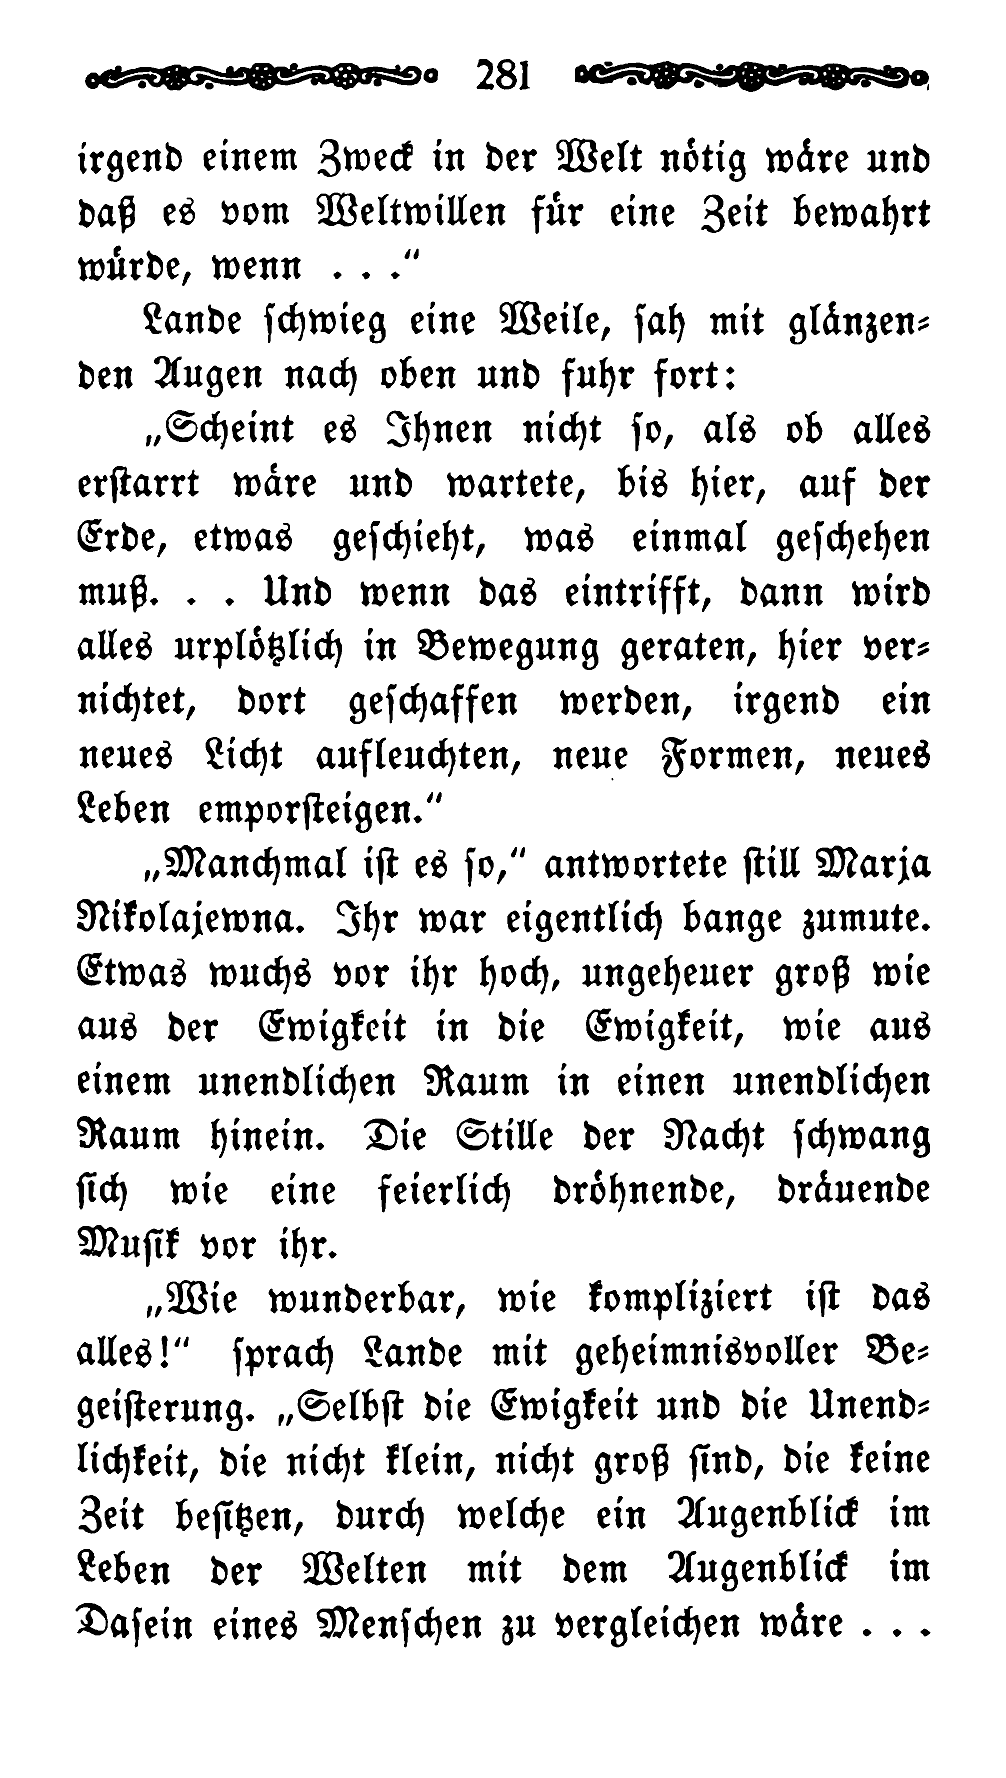 281
irgend einem Zweck in der Welt nötig wäre und
daß es vom Weltwillen für eine Zeit bewahrt
würde, wenn . . .“
Lande schwieg eine Weile, sah mit glänzen-
den Augen nach oben und fuhr fort:
„Scheint es Ihnen nicht so, als ob alles
erstarrt wäre und wartete, bis hier, auf der
Erde, etwas geschieht, was einmal geschehen
muß. . . Und wenn das eintrifft, dann wird
alles urplötzlich in Bewegung geraten, hier ver-
nichtet, dort geschaffen werden, irgend ein
neues Licht aufleuchten, neue Formen, neues
Leben emporsteigen.“
„Manchmal ist es so,“ antwortete still Marja
Nikolajewna. Ihr war eigentlich bange zumute.
Etwas wuchs vor ihr hoch, ungeheuer groß wie
aus der Ewigkeit in die Ewigkeit, wie aus
einem unendlichen Raum in einen unendlichen
Raum hinein. Die Stille der Nacht schwang
sich wie eine feierlich dröhnende, dräuende
Musik vor ihr.
„Wie wunderbar, wie kompliziert ist das
alles!“ sprach Lande mit geheimnisvoller Be-
geisterung. „Selbst die Ewigkeit und die Unend-
lichkeit, die nicht klein, nicht groß sind, die keine
Zeit besitzen, durch welche ein Augenblick im
Leben der Welten mit dem Augenblick im
Dasein eines Menschen zu vergleichen wäre . . .